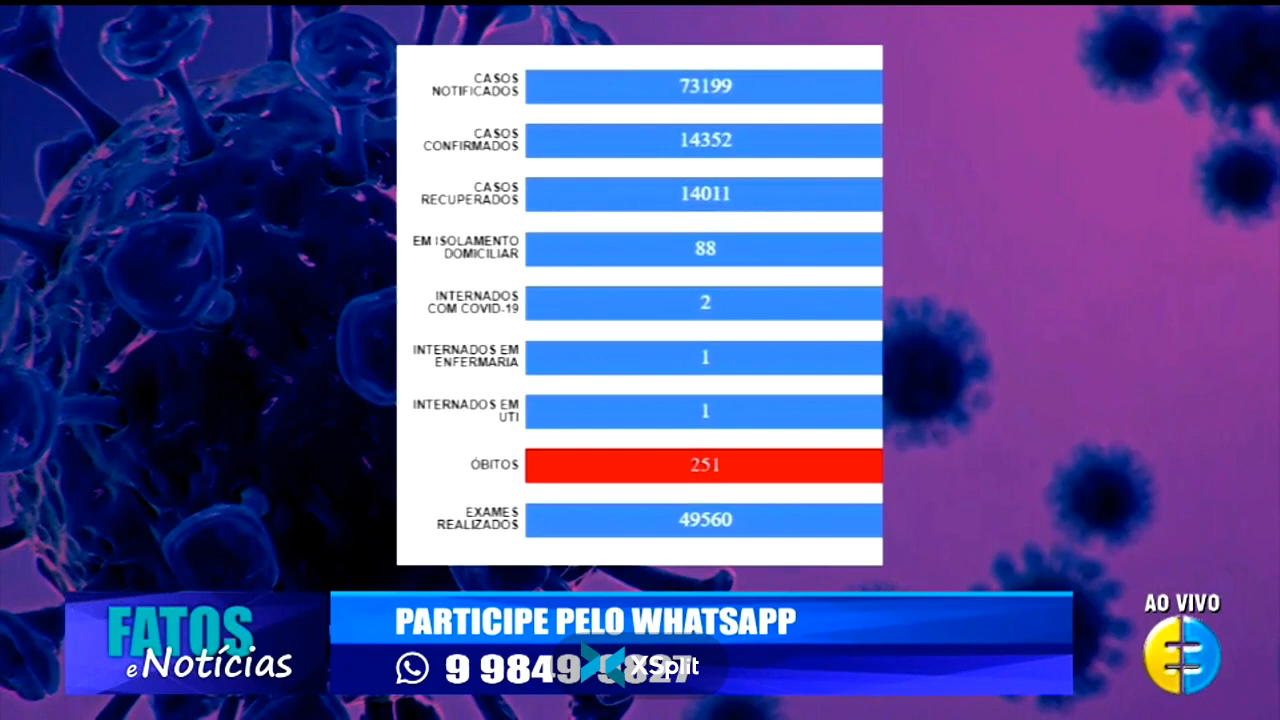 CASOS
NOTIFICADOS
73199
CASOS
CONFIRMADOS
14352
CASOS
RECUPERADOS
14011
EM ISOLAMENTO
DOMICILIAR
88
INTERNADOS
COM COVID-19
2
INTERNADOS EM
ENFERMARIA
1
INTERNADOS EM
UTI
1
ÓBITOS
251
EXAMES
REALIZADOS
49560
FATOS
e Notícias
PARTICIPE PELO WHATSAPP
9 9849
XSplit
AO VIVO